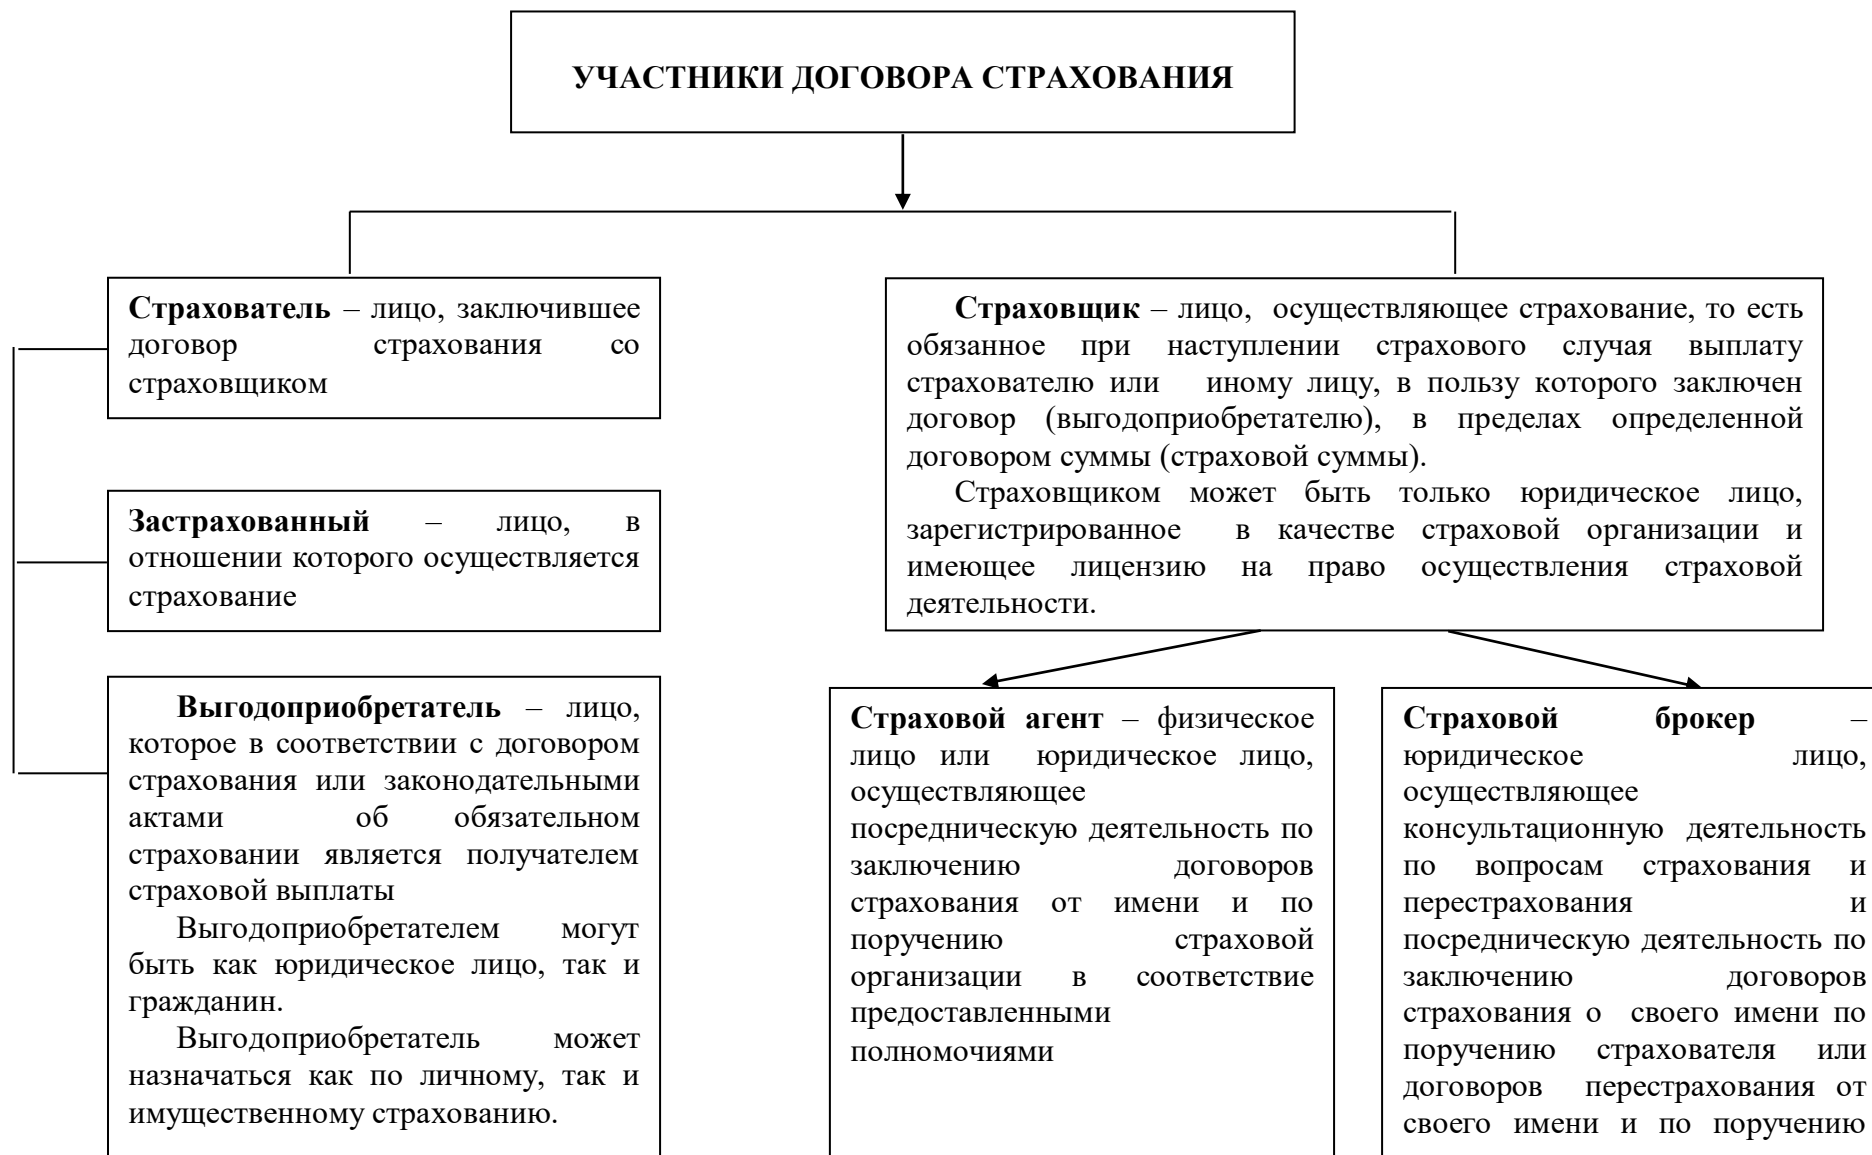 УЧАСТНИКИ ДОГОВОРА СТРАХОВАНИЯ
Страхователь – лицо, заключившее
договор страхования со
страховщиком
Застрахованный – лицо, в
отношении которого осуществляется
страхование
Выгодоприобретатель – лицо,
которое в соответствии с договором
страхования или законодательными
актами об обязательном
страховании является получателем
страховой выплаты
Выгодоприобретателем могут
быть как юридическое лицо, так и
гражданин.
Выгодоприобретатель может
назначаться как по личному, так и
имущественному страхованию.
Страховщик – лицо, осуществляющее страхование, то есть
обязанное при наступлении страхового случая выплату
страхователю или иному лицу, в пользу которого заключен
договор (выгодоприобретателю), в пределах определенной
договором суммы (страховой суммы).
Страховщиком может быть только юридическое лицо,
зарегистрированное в качестве страховой организации и
имеющее лицензию на право осуществления страховой
деятельности.
Страховой агент – физическое
лицо или юридическое лицо,
осуществляющее
посредническую деятельность по
заключению договоров
страхования от имени и по
поручению страховой
организации в соответствие
предоставленными
полномочиями
Страховой брокер –
юридическое лицо,
осуществляющее
консультационную деятельность
по вопросам страхования и
перестрахования и
посредническую деятельность по
заключению договоров
страхования о своего имени по
поручению страхователя или
договоров перестрахования от
своего имени и по поручению